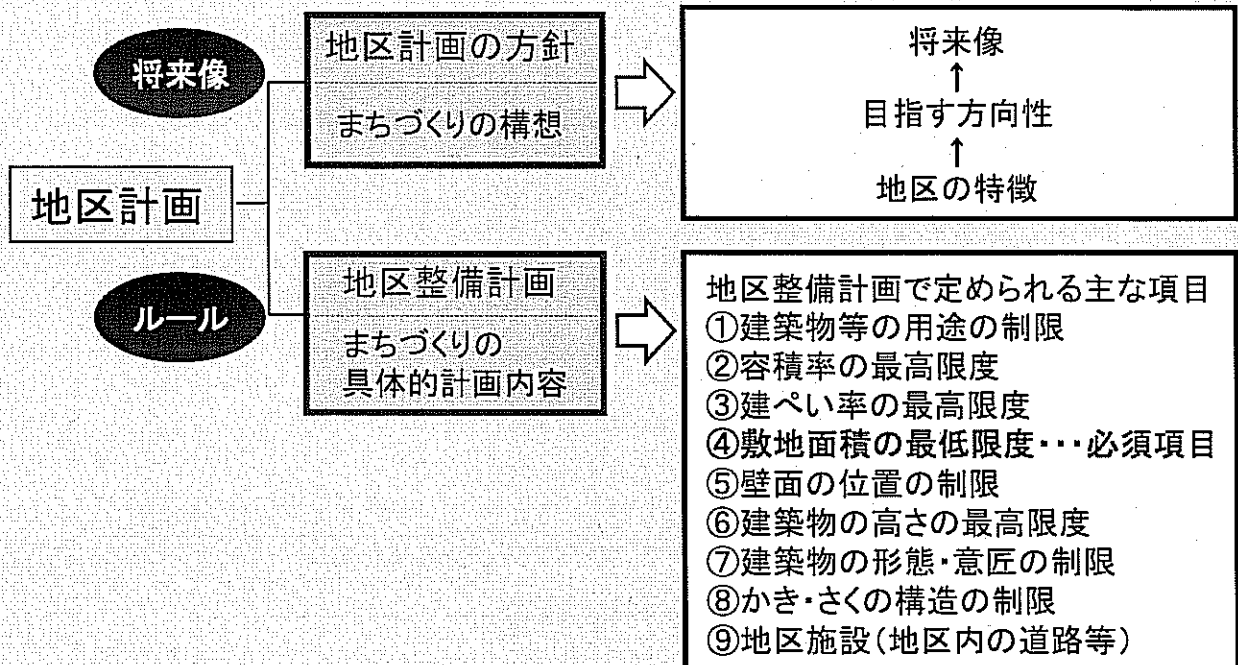 将来像
地区計画の方針
まちづくりの構想
将来像
↑
目指す方向性
↑
地区の特徴
地区計画
ルール
地区整備計画
まちづくりの
具体的計画内容
地区整備計画で定められる主な項目
①建築物等の用途の制限
②容積率の最高限度
③建ぺい率の最高限度
④敷地面積の最低限度・・・必須項目
⑤壁面の位置の制限
⑥建築物の高さの最高限度
⑦建築物の形態・意匠の制限
⑧かき・さくの構造の制限
⑨地区施設(地区内の道路等)